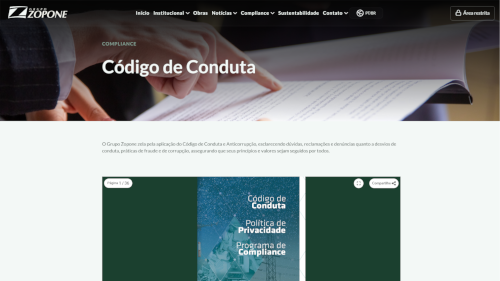 GRUPO
ZOPONE
Início Institucional Obras Notícias Compliance Sustentabilidade Contato PTBR Área restrita
COMPLIANCE
Código de Conduta
O Grupo Zopone zela pela aplicação do Código de Conduta e Anticorrupção, esclarecendo dúvidas, reclamações e denúncias quanto a desvios de
conduta, práticas de fraude e de corrupção, assegurando que seus princípios e valores sejam seguidos por todos.
Página 1 /
Compartilhe
Código de
Conduta
Política de
Privacidade
Programa de
Compliance